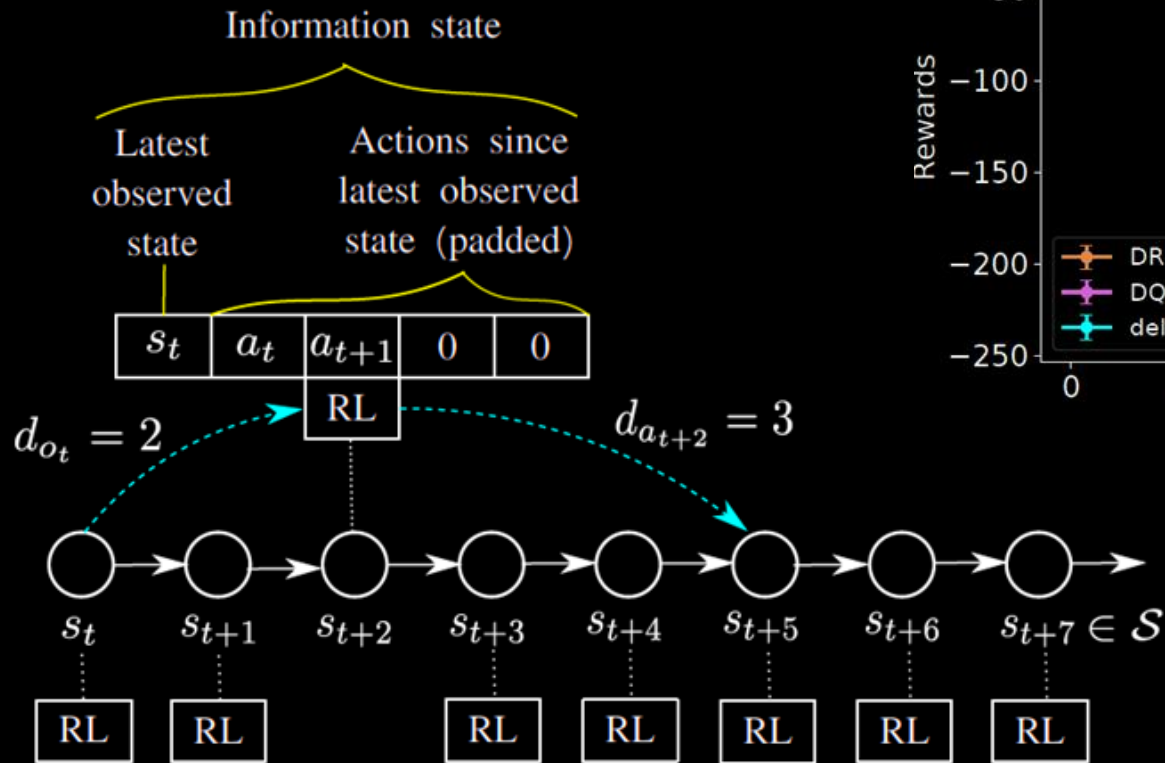 Information state
Latest
observed
state
Actions since
latest observed
state (padded)
s_t a_t a_{t+1} 0 0
RL
d_{o_t} = 2
d_{a_{t+2}} = 3
s_t s_{t+1} s_{t+2} s_{t+3} s_{t+4} s_{t+5} s_{t+6} s_{t+7} ∈ 𝒮
RL RL RL RL RL RL RL
Rewards
−100
−150
−200
−250
0
DR
DQ
del